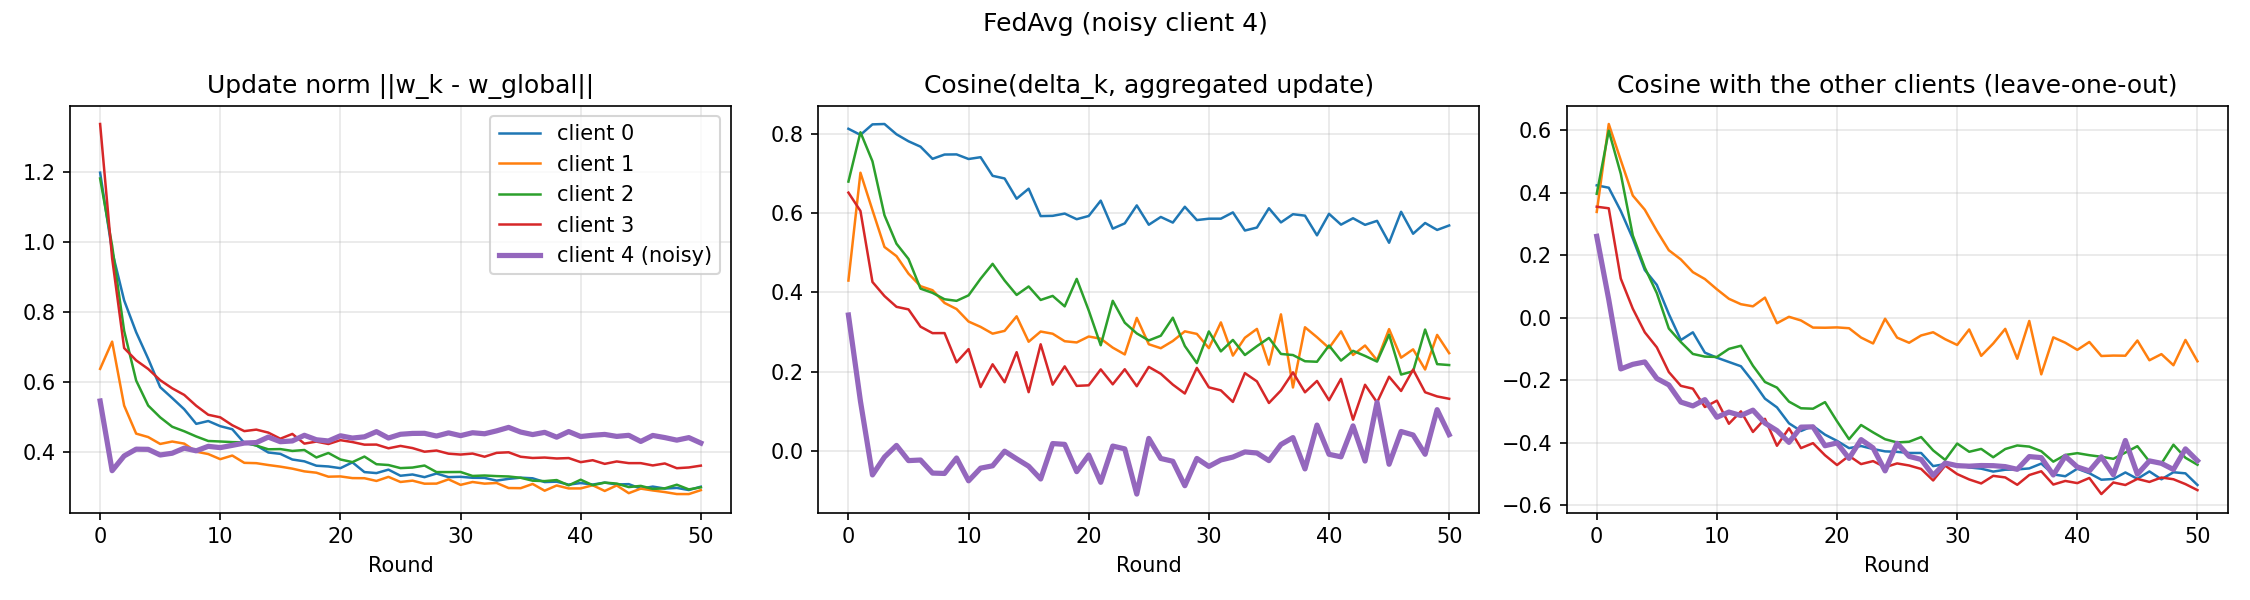 FedAvg (noisy client 4)
Update norm ||w_k - w_global||
1.2
1.0
0.8
0.6
0.4
client 0
client 1
client 2
client 3
client 4 (noisy)
0 10 20 30 40 50
Round
Cosine(delta_k, aggregated update)
0.8
0.6
0.4
0.2
0.0
0 10 20 30 40 50
Round
Cosine with the other clients (leave-one-out)
0.6
0.4
0.2
0.0
−0.2
−0.4
−0.6
0 10 20 30 40 50
Round